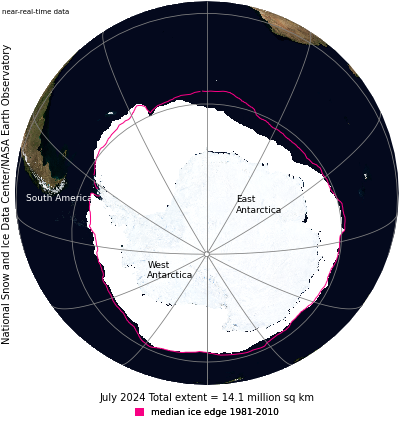 near-real-time data
National Snow and Ice Data Center/NASA Earth Observatory
South America
East
Antarctica
West
Antarctica
July 2024 Total extent = 14.1 million sq km
median ice edge 1981-2010